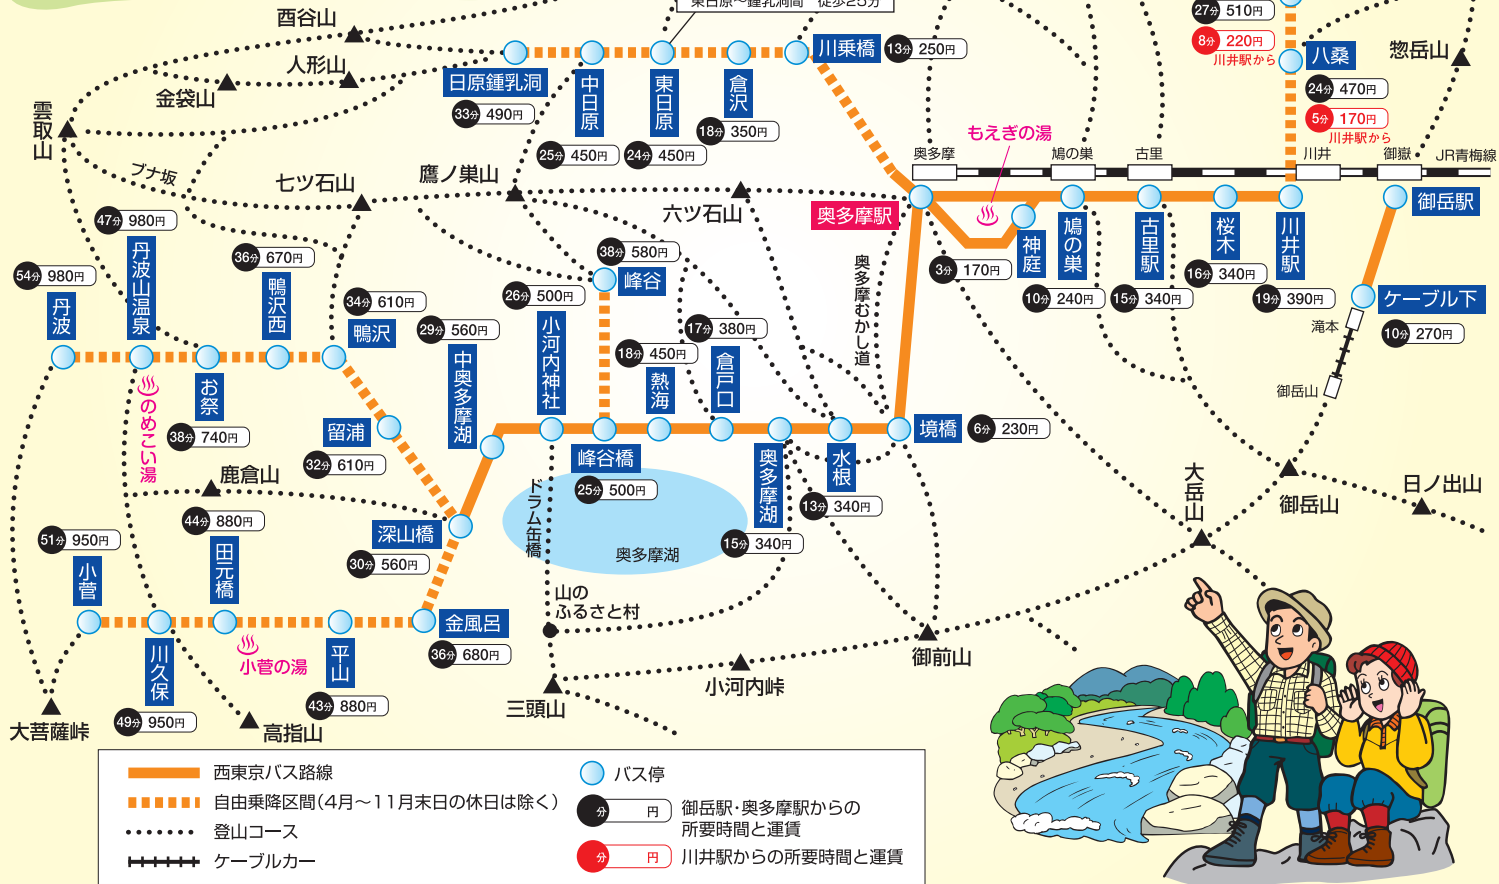 東日原〜鍾乳洞間 徒歩25分
酉谷山
人形山
金袋山
雲取山
ブナ坂
七ツ石山
鷹ノ巣山
六ツ石山
日原鍾乳洞
33分 490円
中日原
25分 450円
東日原
24分 450円
倉沢
18分 350円
川乗橋
13分 250円
27分 510円
8分 220円
川井駅から
八桑
24分 470円
5分 170円
川井駅から
惣岳山
もえぎの湯
奥多摩
鳩の巣
古里
川井
御嶽
JR青梅線
奥多摩駅
神庭
3分 170円
鳩の巣
10分 240円
古里駅
15分 340円
桜木
16分 340円
川井駅
19分 390円
御岳駅
ケーブル下
10分 270円
滝本
御岳山
奥多摩むかし道
47分 980円
丹波山温泉
54分 980円
丹波
36分 670円
鴨沢西
34分 610円
鴨沢
お祭
38分 740円
のめこい湯
留浦
32分 610円
29分 560円
中奥多摩湖
26分 500円
小河内神社
38分 580円
峰谷
18分 450円
熱海
17分 380円
倉戸口
峰谷橋
25分 500円
奥多摩湖
15分 340円
水根
13分 340円
境橋
6分 230円
ドラム缶橋
奥多摩湖
鹿倉山
深山橋
30分 560円
44分 880円
田元橋
51分 950円
小菅
川久保
49分 950円
小菅の湯
平山
43分 880円
金風呂
36分 680円
山の
ふるさと村
大菩薩峠
高指山
三頭山
小河内峠
御前山
大岳山
御岳山
日ノ出山
西東京バス路線
自由乗降区間(4月〜11月末日の休日は除く)
登山コース
ケーブルカー
バス停
分 円
御岳駅・奥多摩駅からの
所要時間と運賃
分 円
川井駅からの所要時間と運賃